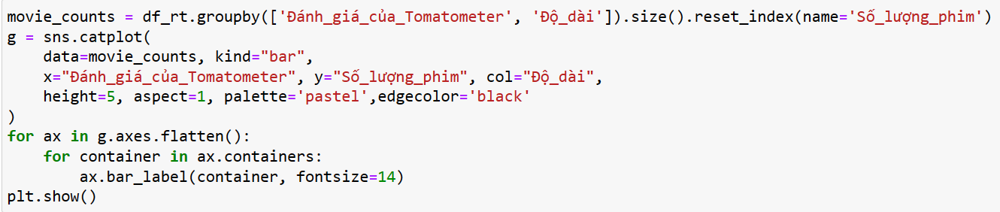 movie_counts = df_rt.groupby(['Đánh_giá_của_Tomatometer', 'Độ_dài']).size().reset_index(name='Số_lượng_phim')
g = sns.catplot(
    data=movie_counts, kind="bar",
    x="Đánh_giá_của_Tomatometer", y="Số_lượng_phim", col="Độ_dài",
    height=5, aspect=1, palette='pastel',edgecolor='black'
)
for ax in g.axes.flatten():
    for container in ax.containers:
        ax.bar_label(container, fontsize=14)
plt.show()